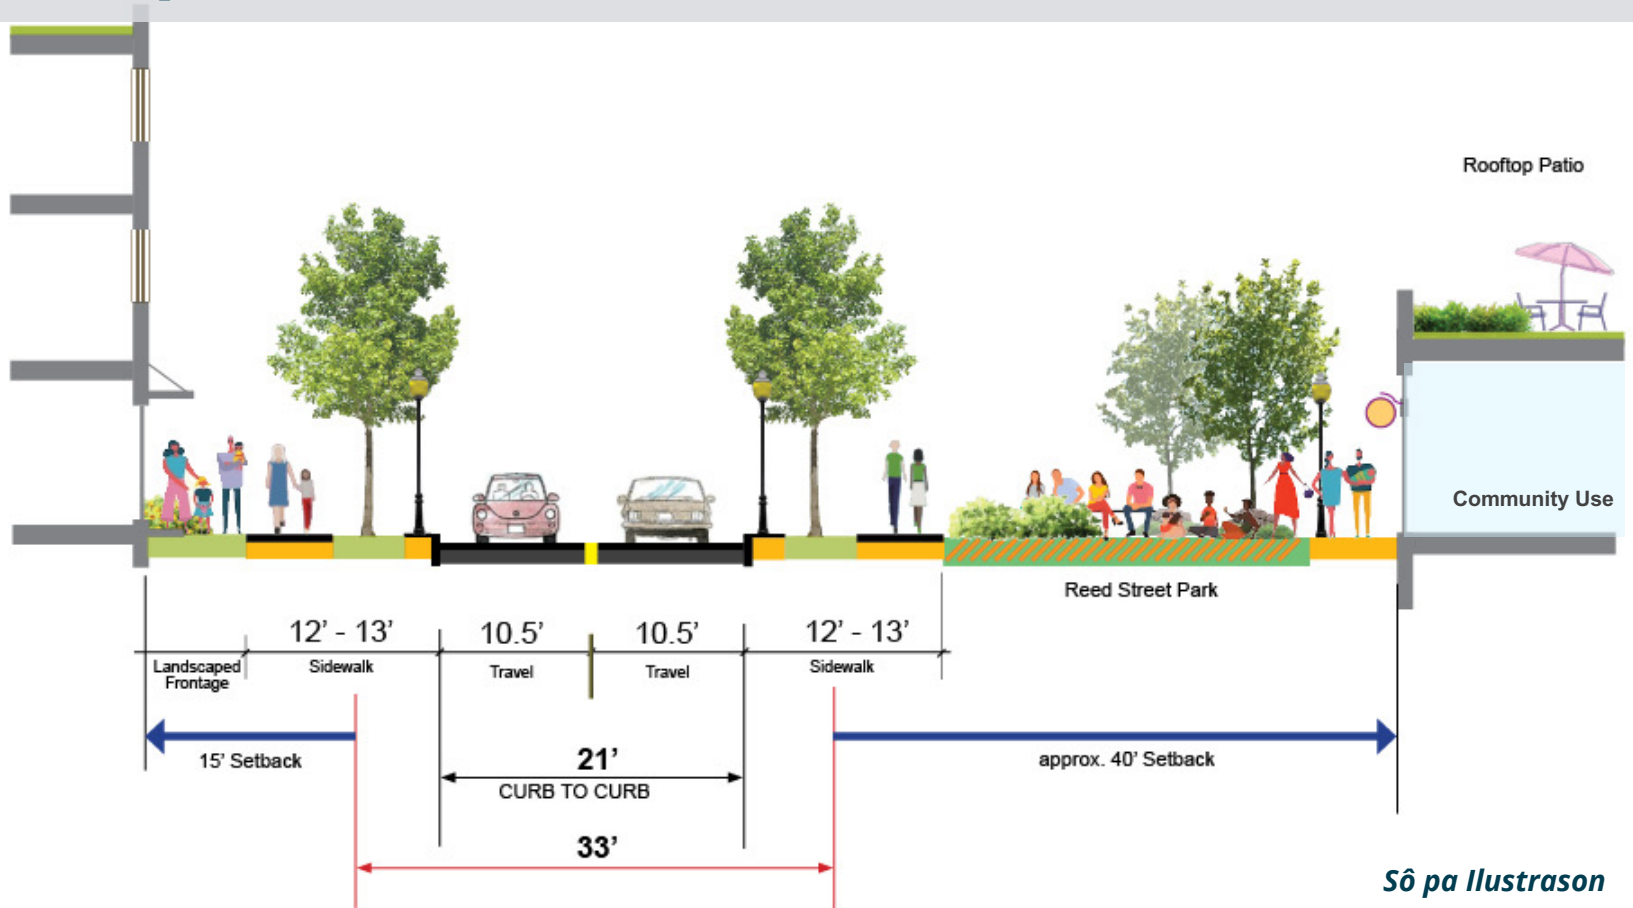 Rooftop Patio
Community Use
Reed Street Park
12’ - 13’
10.5’
10.5’
12’ - 13’
Landscaped
Frontage
Sidewalk
Travel
Travel
Sidewalk
15’ Setback
21’
CURB TO CURB
approx. 40’ Setback
33’
Sô pa Ilustrason